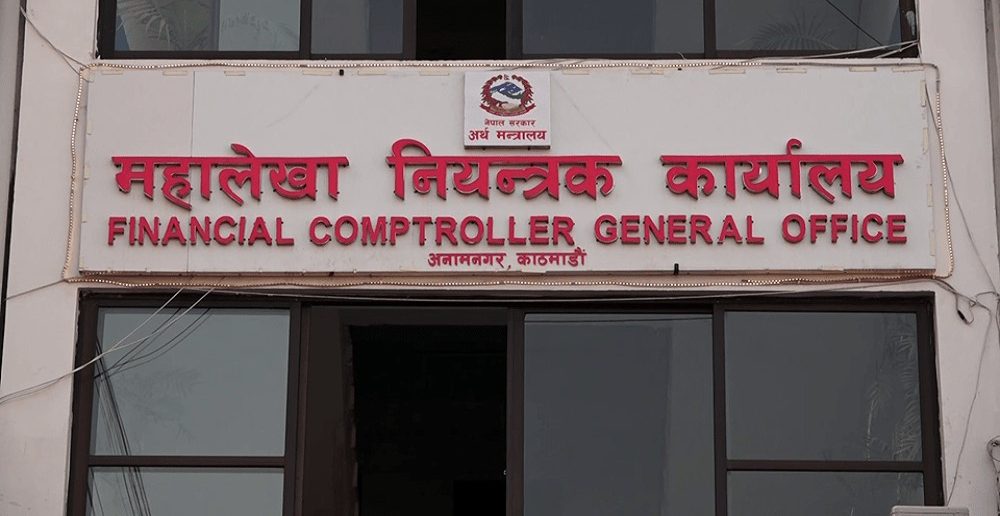 नेपाल सरकार
अर्थ मन्त्रालय
महालेखा नियन्त्रक कार्यालय
FINANCIAL COMPTROLLER GENERAL OFFICE
अनामनगर, काठमाडौं